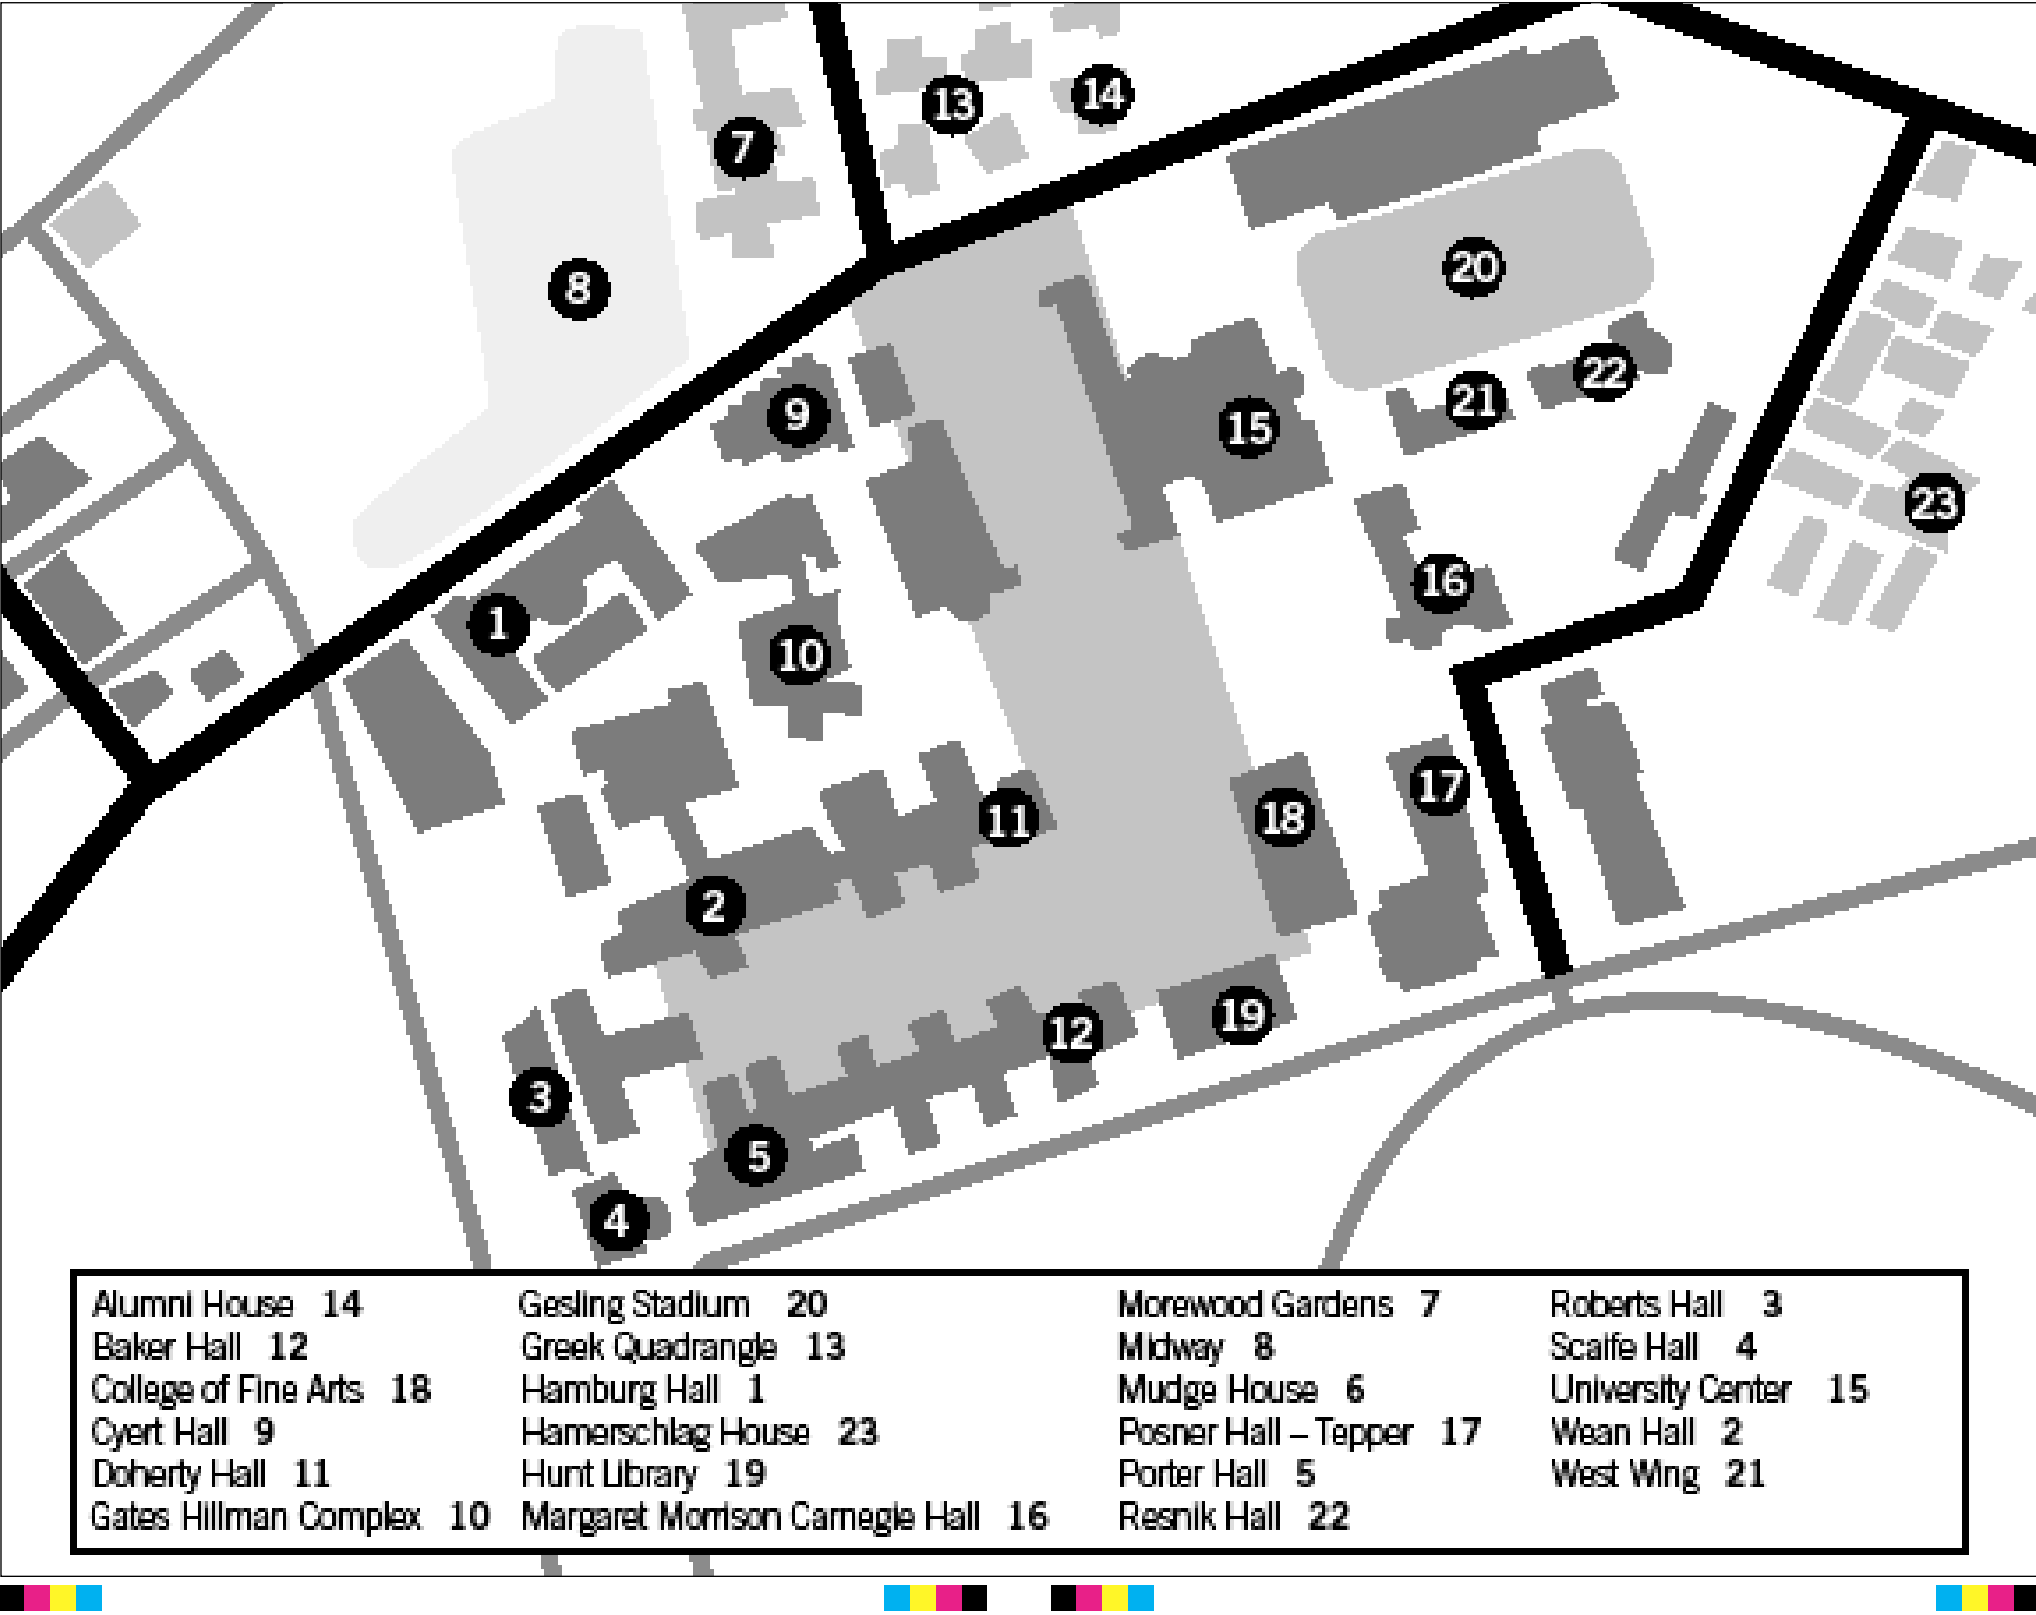 13
14
7
20
8
22
21
9
15
23
16
1
10
17
11
18
2
19
12
3
5
4
Alumni House 14
Baker Hall 12
College of Fine Arts 18
Cyert Hall 9
Doherty Hall 11
Gates Hillman Complex 10
Gesling Stadium 20
Greek Quadrangle 13
Hamburg Hall 1
Hamerschlag House 23
Hunt Library 19
Margaret Morrison Carnegie Hall 16
Morewood Gardens 7
Midway 8
Mudge House 6
Posner Hall – Tepper 17
Porter Hall 5
Resnik Hall 22
Roberts Hall 3
Scaife Hall 4
University Center 15
Wean Hall 2
West Wing 21